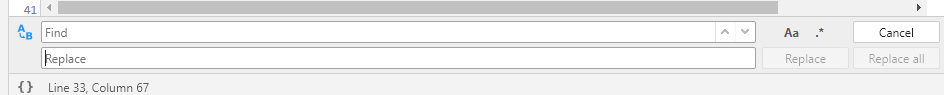 41
A B Find Aa .* Cancel
Replace Replace Replace all
{} Line 33, Column 67